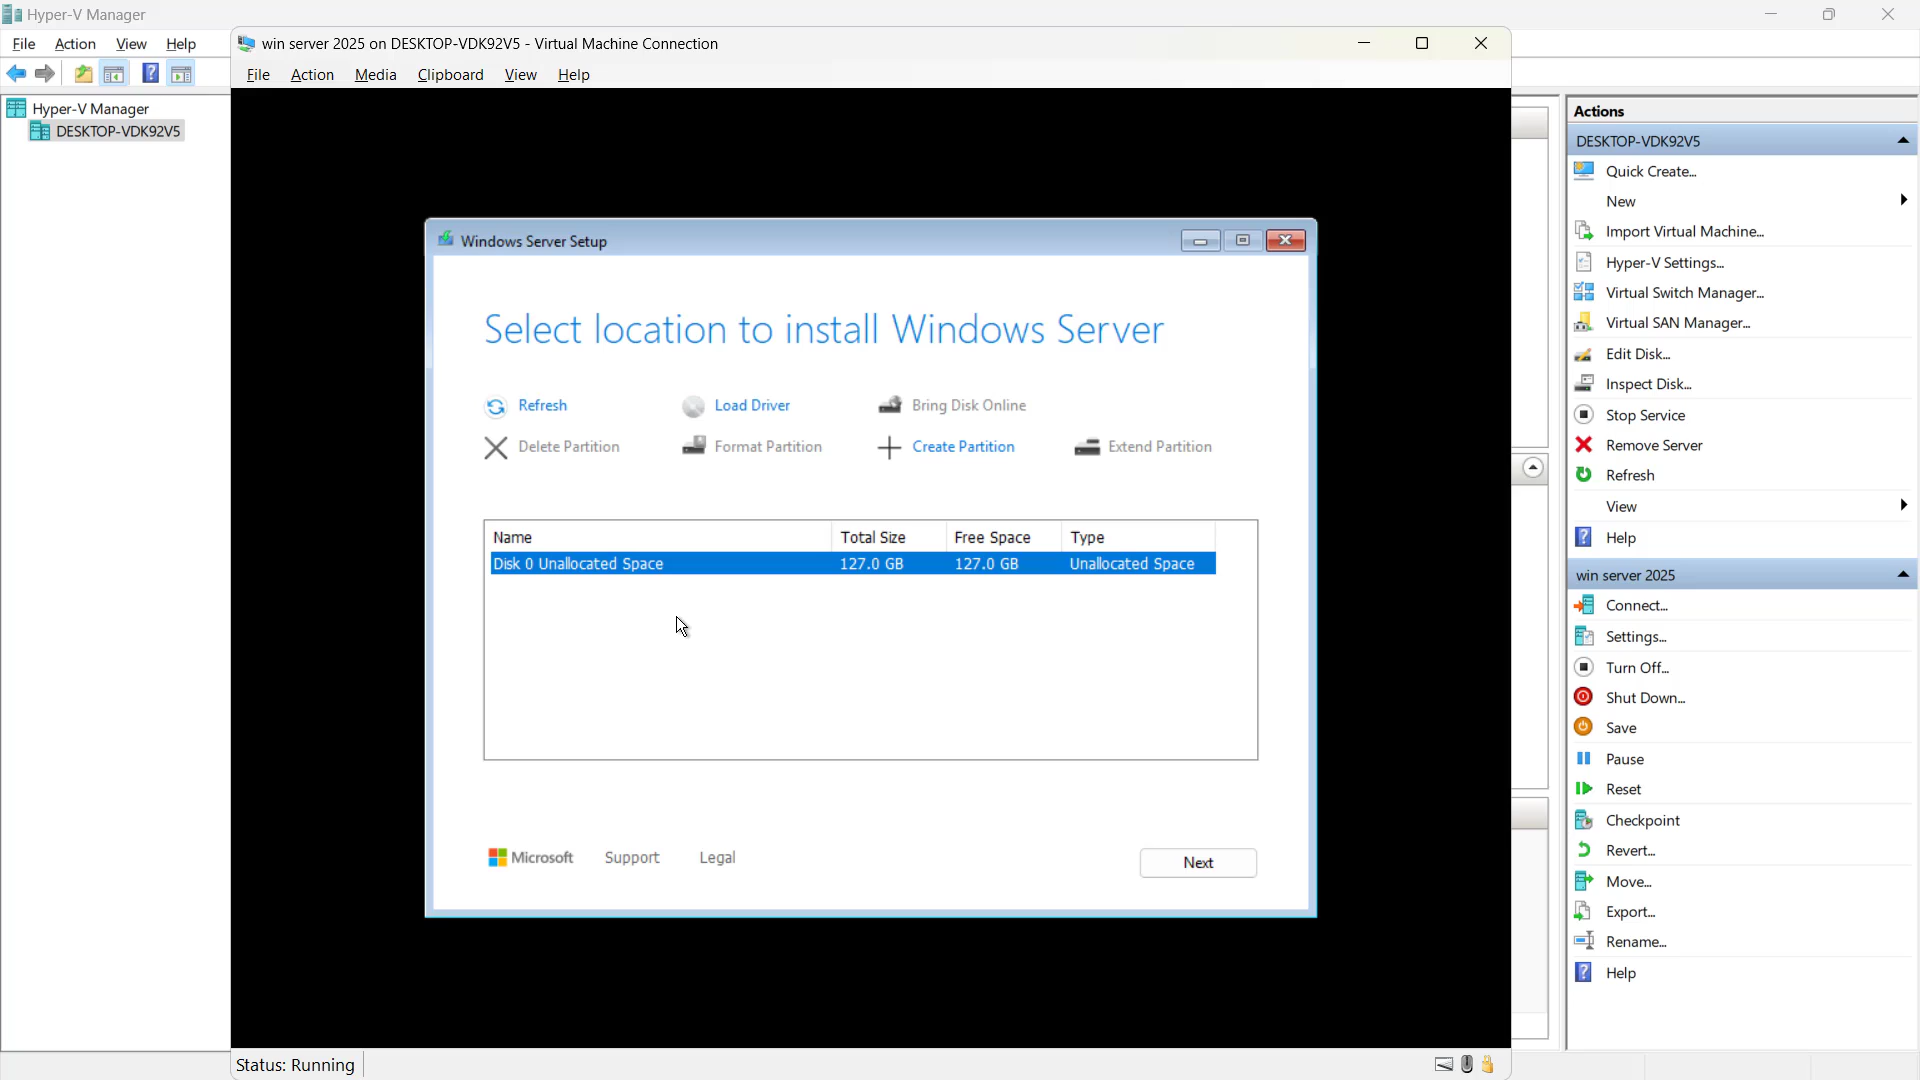 Hyper-V Manager
File Action View Help
Hyper-V Manager
DESKTOP-VDK92V5
win server 2025 on DESKTOP-VDK92V5 - Virtual Machine Connection
File Action Media Clipboard View Help
Windows Server Setup
Select location to install Windows Server
Refresh Load Driver Bring Disk Online
Delete Partition Format Partition Create Partition Extend Partition
Name Total Size Free Space Type
Disk 0 Unallocated Space 127.0 GB 127.0 GB Unallocated Space
Microsoft Support Legal
Next
Status: Running
Actions
DESKTOP-VDK92V5
Quick Create...
New
Import Virtual Machine...
Hyper-V Settings...
Virtual Switch Manager...
Virtual SAN Manager...
Edit Disk...
Inspect Disk...
Stop Service
Remove Server
Refresh
View
Help
win server 2025
Connect...
Settings...
Turn Off...
Shut Down...
Save
Pause
Reset
Checkpoint
Revert...
Move...
Export...
Rename...
Help